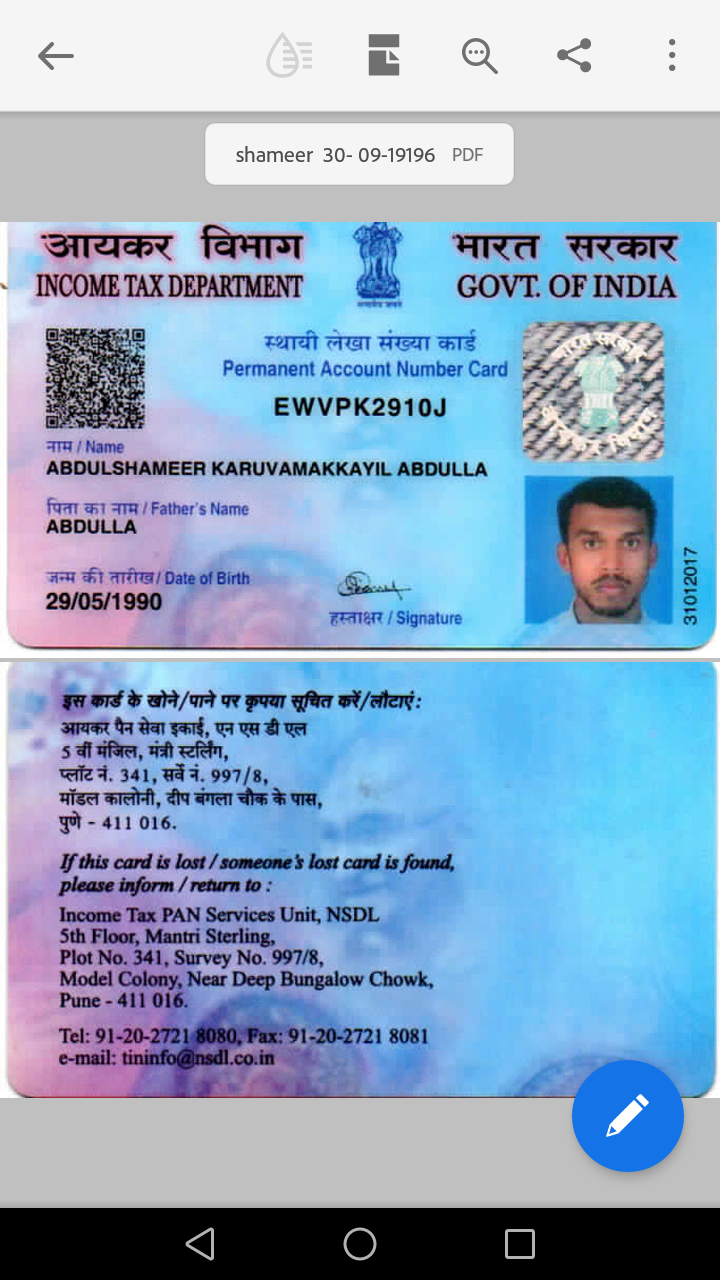 shameer 30- 09-19196 PDF
आयकर विभाग
INCOME TAX DEPARTMENT
भारत सरकार
GOVT. OF INDIA
स्थायी लेखा संख्या कार्ड
Permanent Account Number Card
EWVPK2910J
नाम / Name
ABDULSHAMEER KARUVAMAKKAYIL ABDULLA
पिता का नाम / Father's Name
ABDULLA
जन्म की तारीख / Date of Birth
29/05/1990
हस्ताक्षर / Signature
भारत सरकार
आयकर विभाग
31012017
इस कार्ड के खोने/पाने पर कृपया सूचित करें/लौटाएं :
आयकर पैन सेवा इकाई, एन एस डी एल
5 वीं मंजिल, मंत्री स्टर्लिंग,
प्लॉट नं. 341, सर्वे नं. 997/8,
मॉडल कालोनी, दीप बंगला चौक के पास,
पुणे - 411 016.
If this card is lost / someone's lost card is found,
please inform / return to :
Income Tax PAN Services Unit, NSDL
5th Floor, Mantri Sterling,
Plot No. 341, Survey No. 997/8,
Model Colony, Near Deep Bungalow Chowk,
Pune - 411 016.
Tel: 91-20-2721 8080, Fax: 91-20-2721 8081
e-mail: tininfo@nsdl.co.in